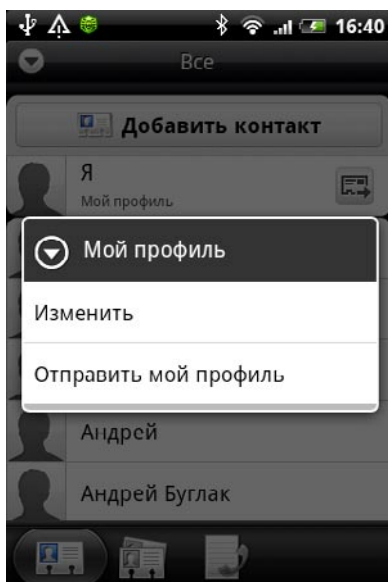 16:40
Все
Добавить контакт
Я
Мой профиль
Мой профиль
Изменить
Отправить мой профиль
Андрей
Андрей Буглак